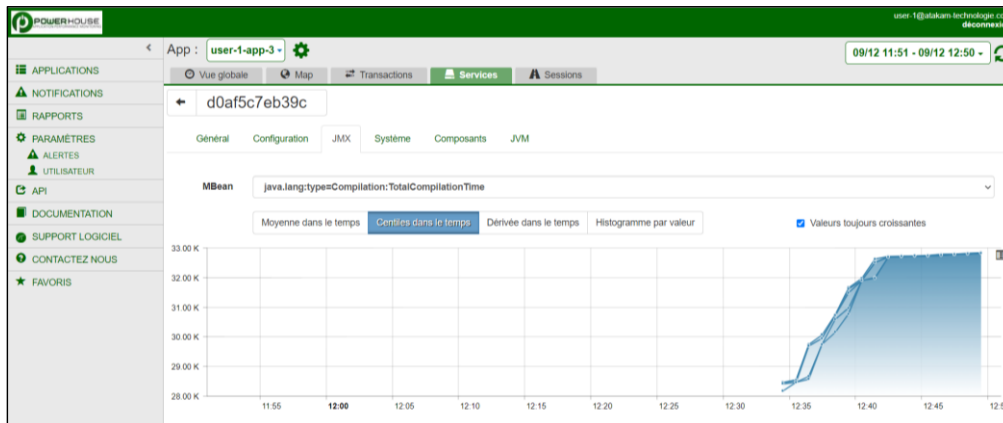 POWERHOUSE
user-1@atakam-technologie.co
déconnexio
App :
user-1-app-3
09/12 11:51 - 09/12 12:50
APPLICATIONS
NOTIFICATIONS
RAPPORTS
PARAMÈTRES
ALERTES
UTILISATEUR
API
DOCUMENTATION
SUPPORT LOGICIEL
CONTACTEZ NOUS
FAVORIS
Vue globale Map Transactions Services Sessions
d0af5c7eb39c
Général Configuration JMX Système Composants JVM
MBean java.lang:type=Compilation:TotalCompilationTime
Moyenne dans le temps Centiles dans le temps Dérivée dans le temps Histogramme par valeur Valeurs toujours croissantes
33.00 K
32.00 K
31.00 K
30.00 K
29.00 K
28.00 K
11:55 12:00 12:05 12:10 12:15 12:20 12:25 12:30 12:35 12:40 12:45 12:5